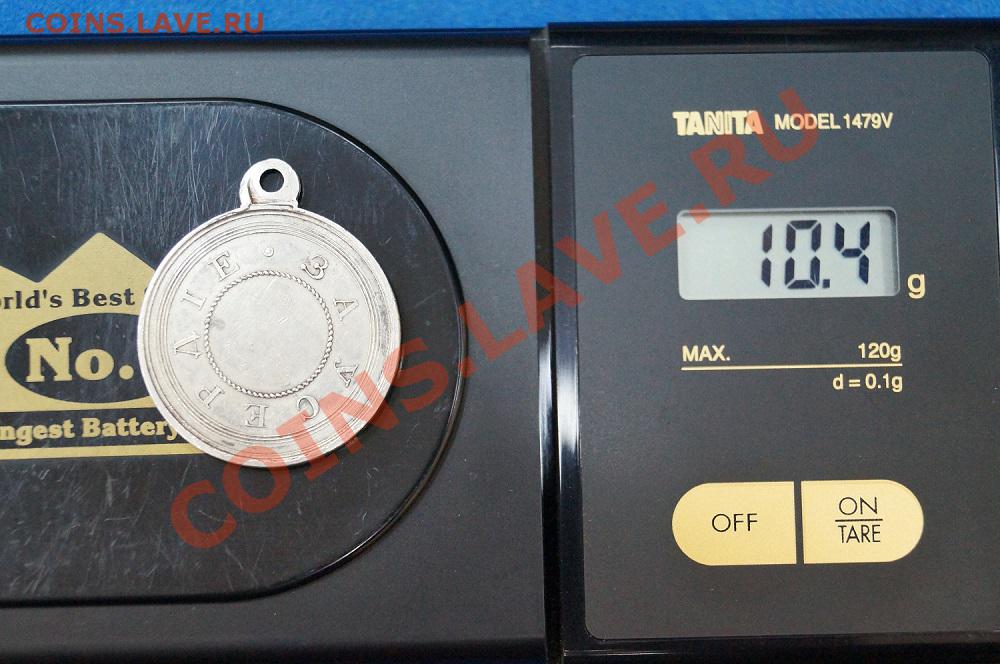 COINS.LAVE.RU
TANITA MODEL 1479V
10.4 g
MAX. 120g
d = 0.1g
OFF
ON
TARE
orld's Best
No.
ngest Battery
ЗА УСЕРДІЕ ·
COINS.LAVE.RU